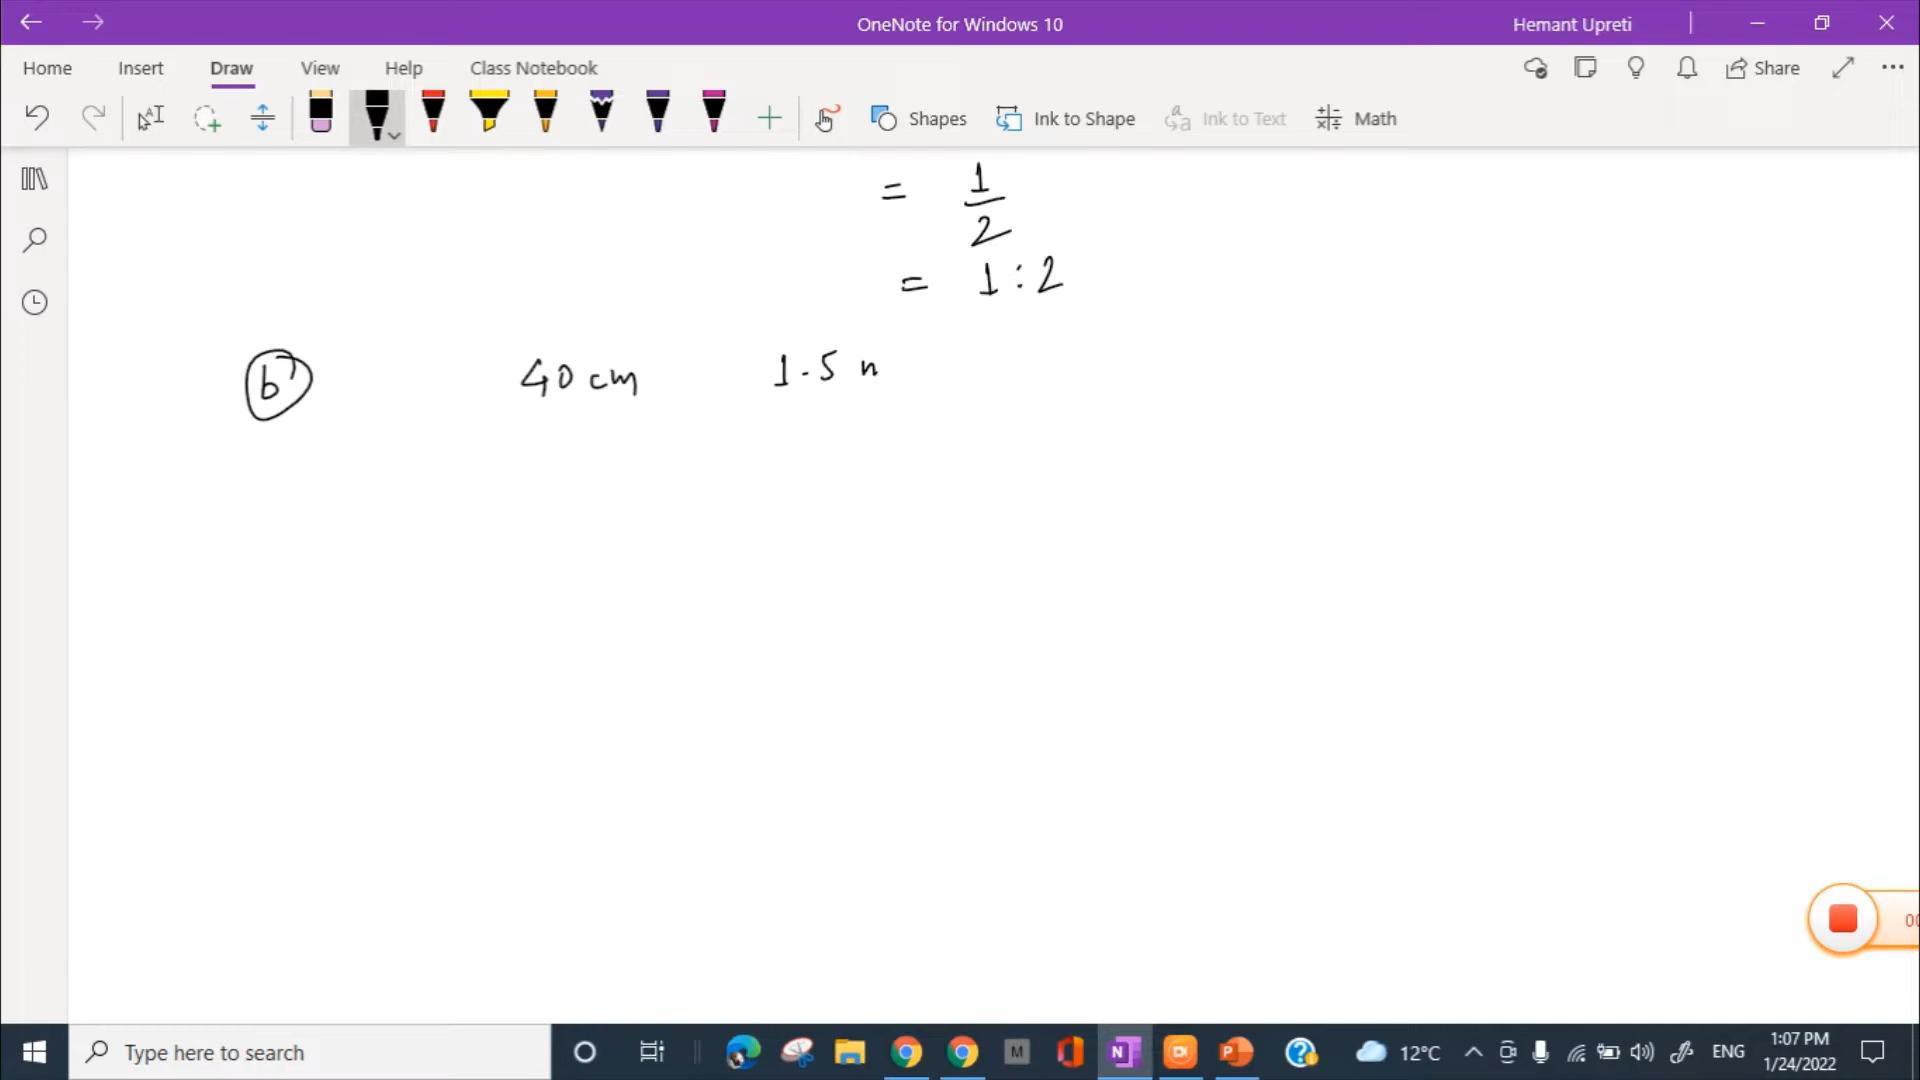 OneNote for Windows 10
Hemant Upreti
Home Insert Draw View Help Class Notebook
Share
Shapes Ink to Shape Ink to Text Math
= 1/2
= 1:2
b 40 cm 1.5 n
00
Type here to search
12°C
ENG
1:07 PM
1/24/2022